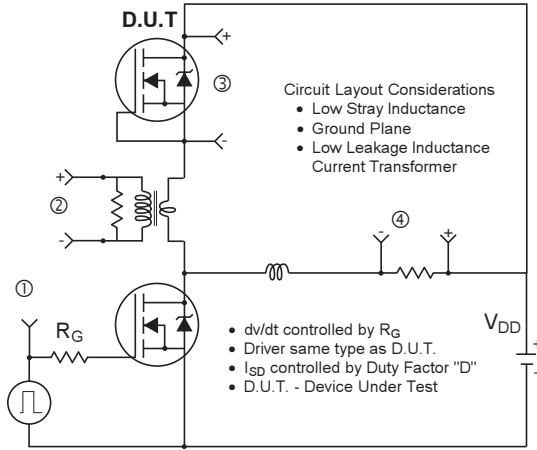 D.U.T
+
③
-
Circuit Layout Considerations
• Low Stray Inductance
• Ground Plane
• Low Leakage Inductance
Current Transformer
+
②
-
④
-
+
①
RG
VDD
+
-
• dv/dt controlled by RG
• Driver same type as D.U.T.
• ISD controlled by Duty Factor "D"
• D.U.T. - Device Under Test